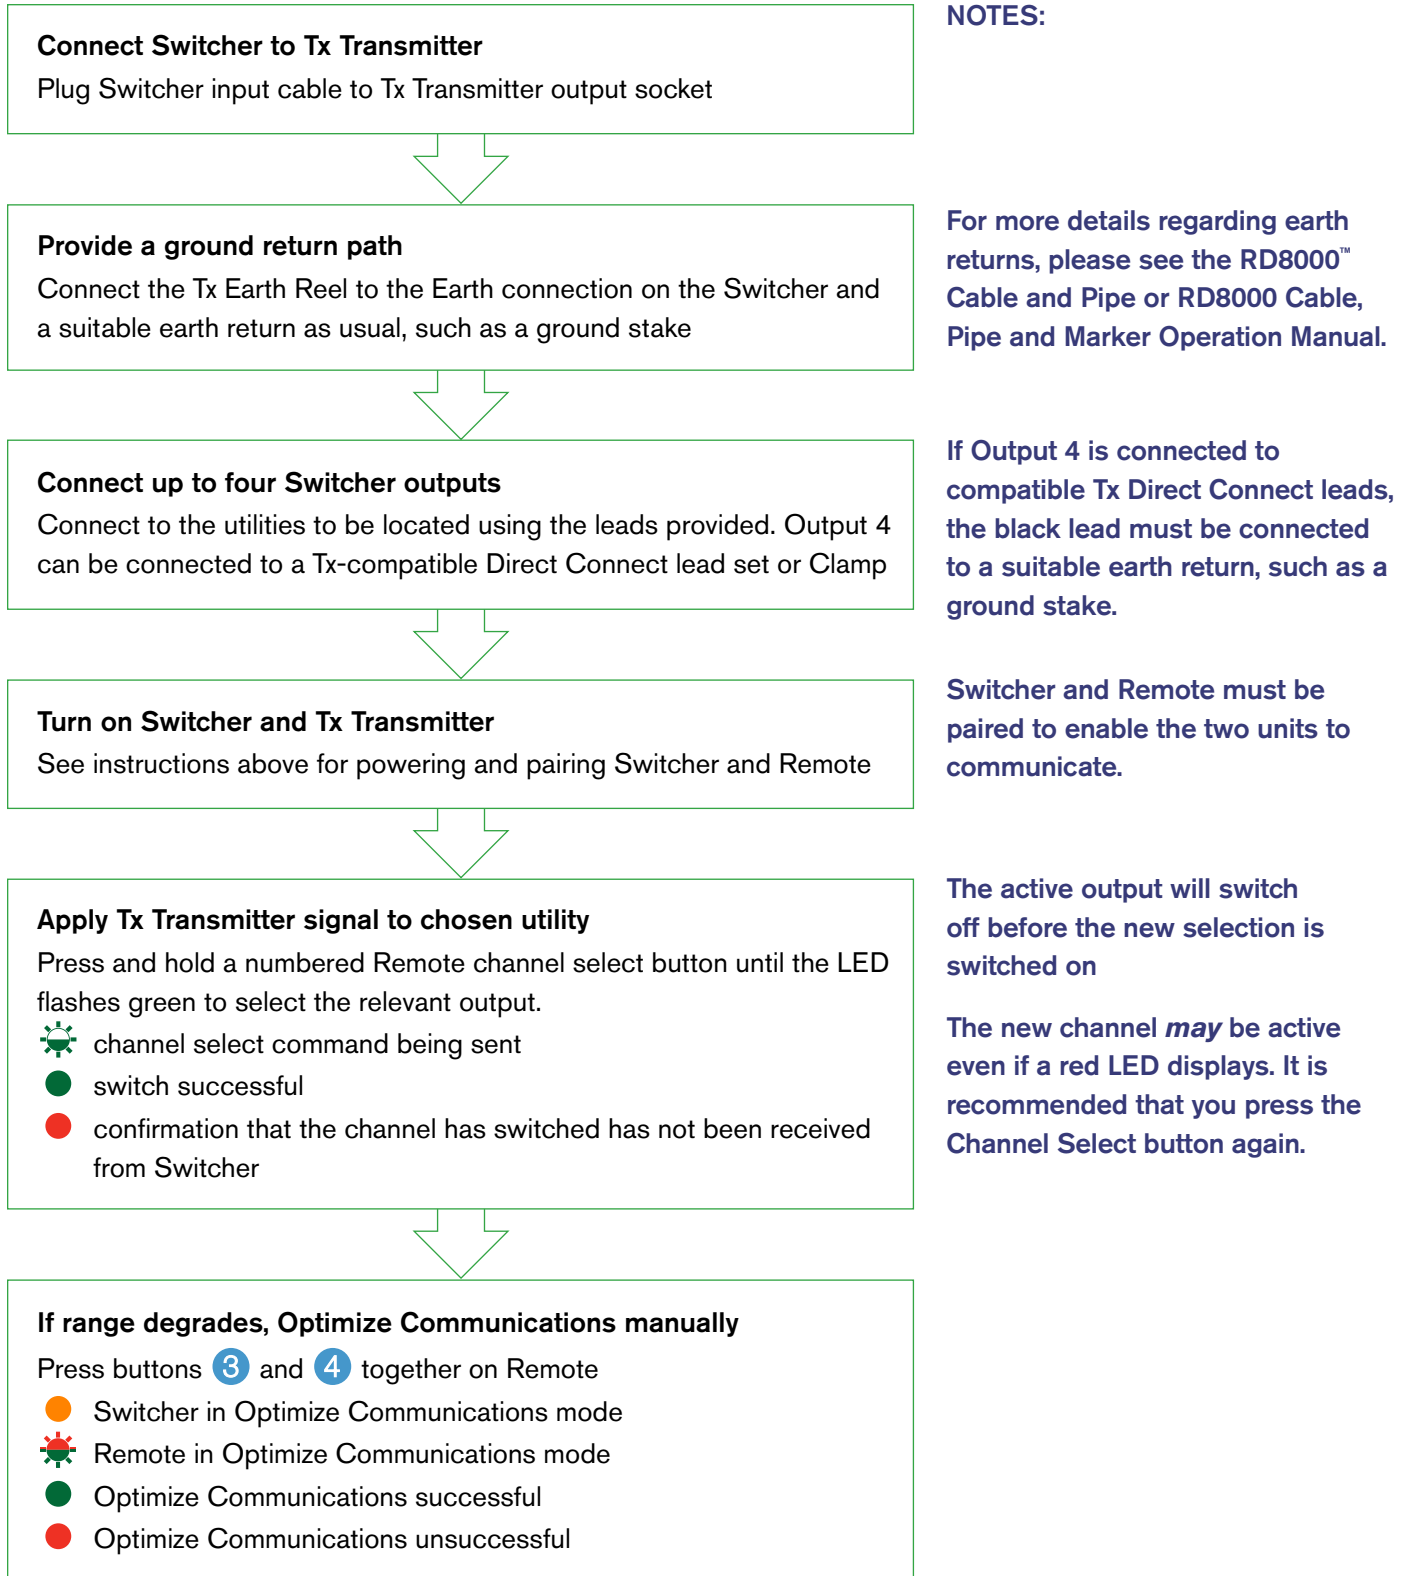 NOTES:
Connect Switcher to Tx Transmitter
Plug Switcher input cable to Tx Transmitter output socket
Provide a ground return path
Connect the Tx Earth Reel to the Earth connection on the Switcher and
a suitable earth return as usual, such as a ground stake
For more details regarding earth
returns, please see the RD8000™
Cable and Pipe or RD8000 Cable,
Pipe and Marker Operation Manual.
Connect up to four Switcher outputs
Connect to the utilities to be located using the leads provided. Output 4
can be connected to a Tx-compatible Direct Connect lead set or Clamp
If Output 4 is connected to
compatible Tx Direct Connect leads,
the black lead must be connected
to a suitable earth return, such as a
ground stake.
Turn on Switcher and Tx Transmitter
See instructions above for powering and pairing Switcher and Remote
Switcher and Remote must be
paired to enable the two units to
communicate.
Apply Tx Transmitter signal to chosen utility
Press and hold a numbered Remote channel select button until the LED
flashes green to select the relevant output.
channel select command being sent
switch successful
confirmation that the channel has switched has not been received
from Switcher
The active output will switch
off before the new selection is
switched on
The new channel may be active
even if a red LED displays. It is
recommended that you press the
Channel Select button again.
If range degrades, Optimize Communications manually
Press buttons 3 and 4 together on Remote
Switcher in Optimize Communications mode
Remote in Optimize Communications mode
Optimize Communications successful
Optimize Communications unsuccessful